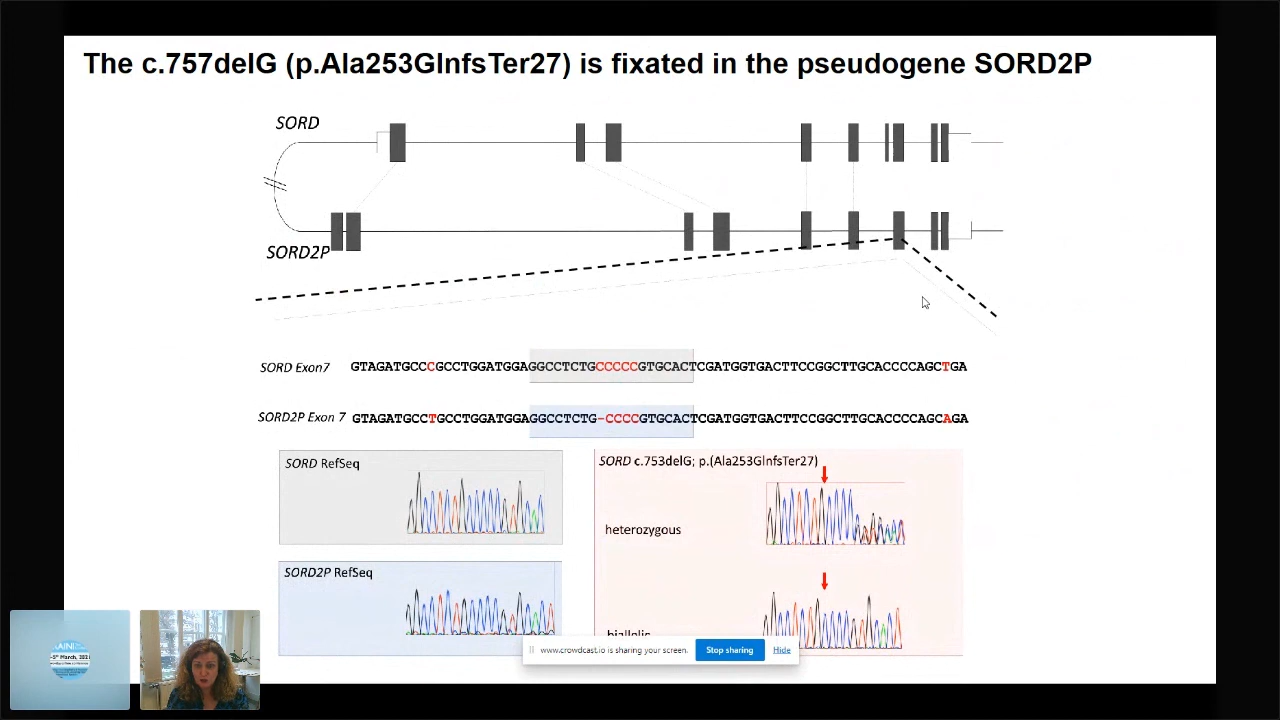 The c.757delG (p.Ala253GlnfsTer27) is fixated in the pseudogene SORD2P
SORD
SORD2P
SORD Exon7 GTAGATGCCCGCCTGGATGGAGGCCTCTGCCCCCGTGCACTCGATGGTGACTTCCGGCTTGCACCCCAGCTGA
SORD2P Exon 7 GTAGATGCCTGCCTGGATGGAGGCCTCTG-CCCCGTGCACTCGATGGTGACTTCCGGCTTGCACCCCAGCAGA
SORD RefSeq
SORD c.753delG; p.(Ala253GlnfsTer27)
heterozygous
SORD2P RefSeq
biallelic
www.crowdcast.io is sharing your screen.
Stop sharing
Hide